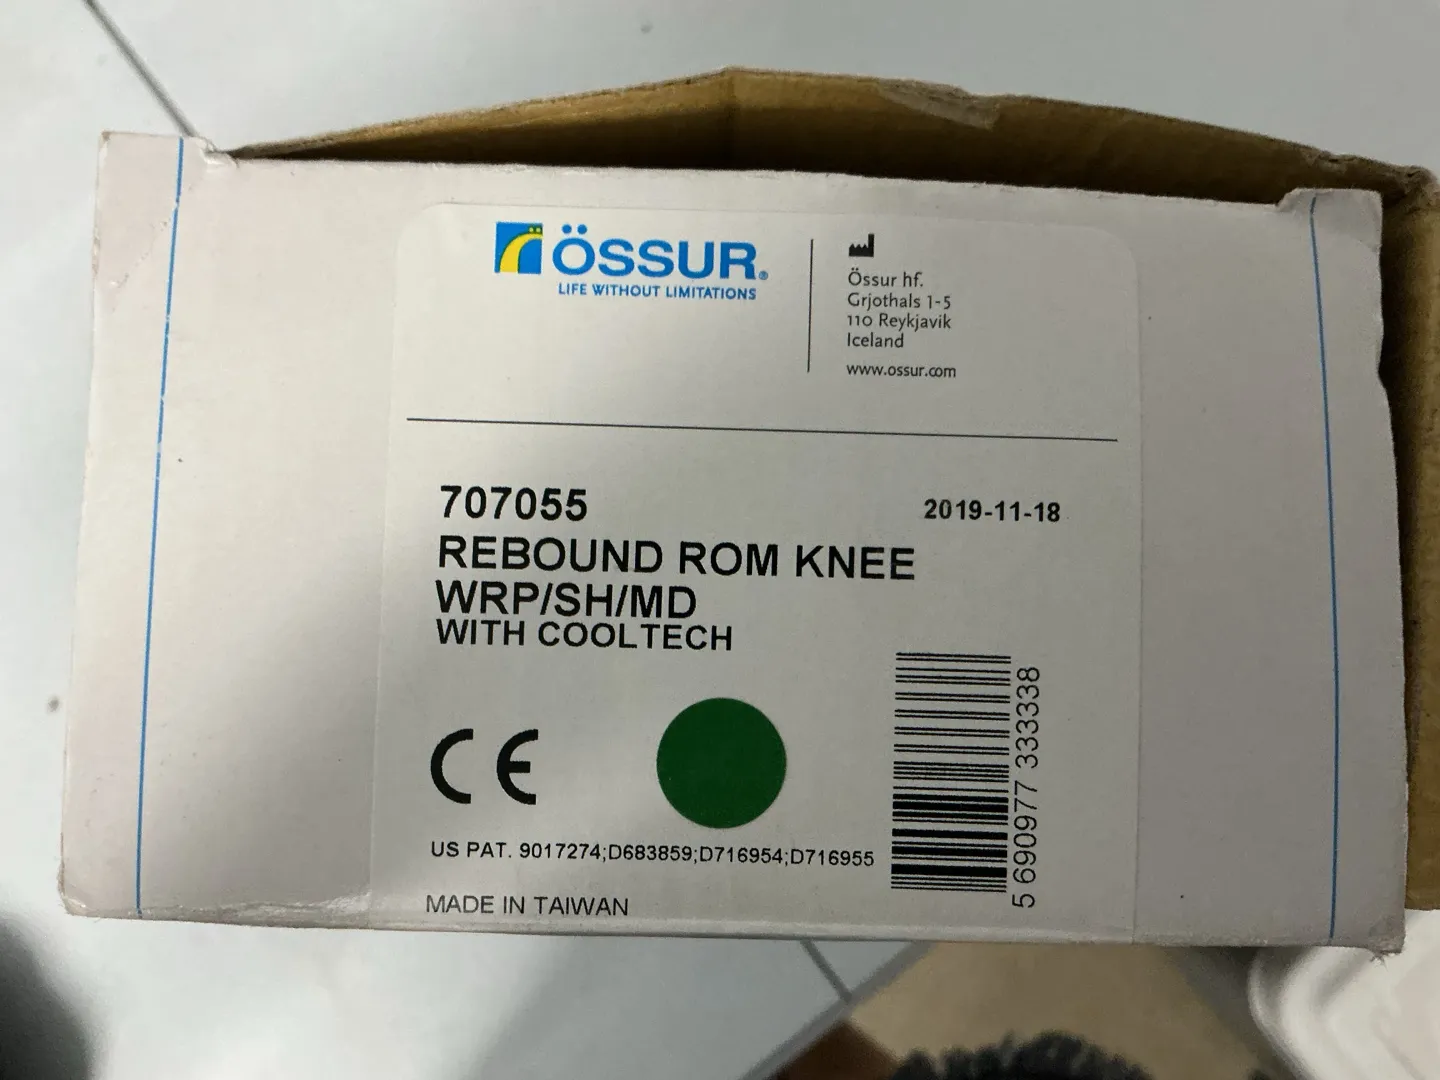 ÖSSUR®
LIFE WITHOUT LIMITATIONS
Össur hf.
Grjothals 1-5
110 Reykjavik
Iceland
www.ossur.com
707055
2019-11-18
REBOUND ROM KNEE
WRP/SH/MD
WITH COOLTECH
CE
US PAT. 9017274;D683859;D716954;D716955
MADE IN TAIWAN
5 690977 333338